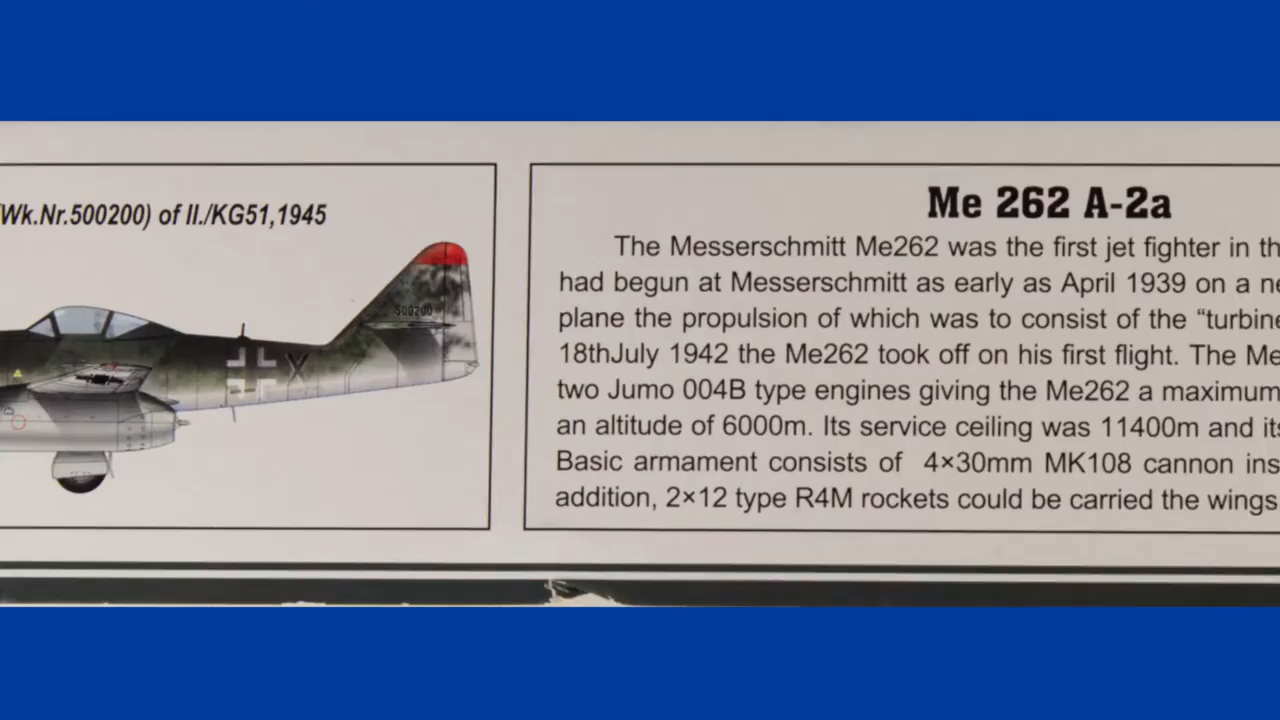 (Wk.Nr.500200) of II./KG51,1945
500200
X
Me 262 A-2a
The Messerschmitt Me262 was the first jet fighter in th
had begun at Messerschmitt as early as April 1939 on a ne
plane the propulsion of which was to consist of the “turbine
18thJuly 1942 the Me262 took off on his first flight. The Me
two Jumo 004B type engines giving the Me262 a maximum
an altitude of 6000m. Its service ceiling was 11400m and its
Basic armament consists of 4×30mm MK108 cannon ins
addition, 2×12 type R4M rockets could be carried the wings.